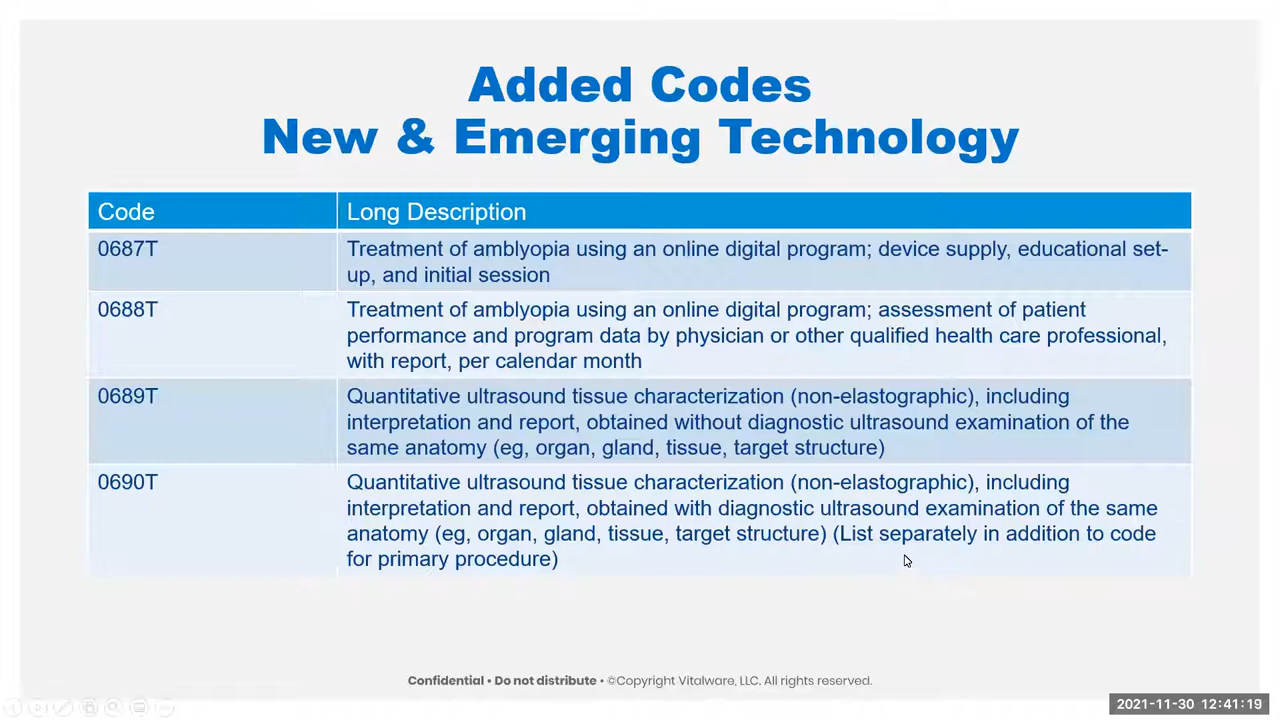 Added Codes
New & Emerging Technology
Code
Long Description
0687T
Treatment of amblyopia using an online digital program; device supply, educational set-
up, and initial session
0688T
Treatment of amblyopia using an online digital program; assessment of patient
performance and program data by physician or other qualified health care professional,
with report, per calendar month
0689T
Quantitative ultrasound tissue characterization (non-elastographic), including
interpretation and report, obtained without diagnostic ultrasound examination of the
same anatomy (eg, organ, gland, tissue, target structure)
0690T
Quantitative ultrasound tissue characterization (non-elastographic), including
interpretation and report, obtained with diagnostic ultrasound examination of the same
anatomy (eg, organ, gland, tissue, target structure) (List separately in addition to code
for primary procedure)
Confidential • Do not distribute • ©Copyright Vitalware, LLC. All rights reserved.
2021-11-30 12:41:19